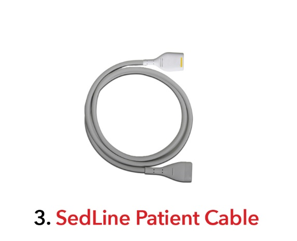 3. SedLine Patient Cable